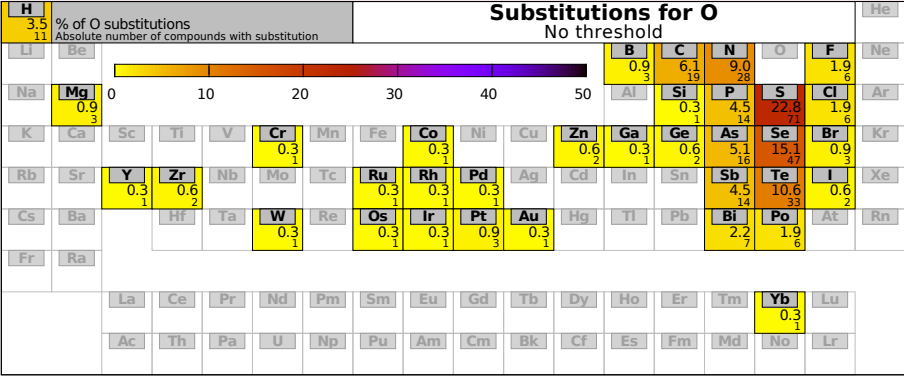 H Substitutions for O He
3.5 % of O substitutions No threshold
11 Absolute number of compounds with substitution
Li Be B C N O F Ne
0.9 6.1 9.0 1.9
3 19 28 6
0 10 20 30 40 50
Na Mg Al Si P S Cl Ar
0.9 0.3 4.5 22.8 1.9
3 1 14 71 6
K Ca Sc Ti V Cr Mn Fe Co Ni Cu Zn Ga Ge As Se Br Kr
0.3 0.3 0.6 0.3 0.6 5.1 15.1 0.9
1 1 2 1 2 16 47 3
Rb Sr Y Zr Nb Mo Tc Ru Rh Pd Ag Cd In Sn Sb Te I Xe
0.3 0.6 0.3 0.3 0.3 4.5 10.6 0.6
1 2 1 1 1 14 33 2
Cs Ba Hf Ta W Re Os Ir Pt Au Hg Tl Pb Bi Po At Rn
0.3 0.3 0.3 0.9 0.3 2.2 1.9
1 1 1 3 1 7 6
Fr Ra
La Ce Pr Nd Pm Sm Eu Gd Tb Dy Ho Er Tm Yb Lu
0.3
1
Ac Th Pa U Np Pu Am Cm Bk Cf Es Fm Md No Lr